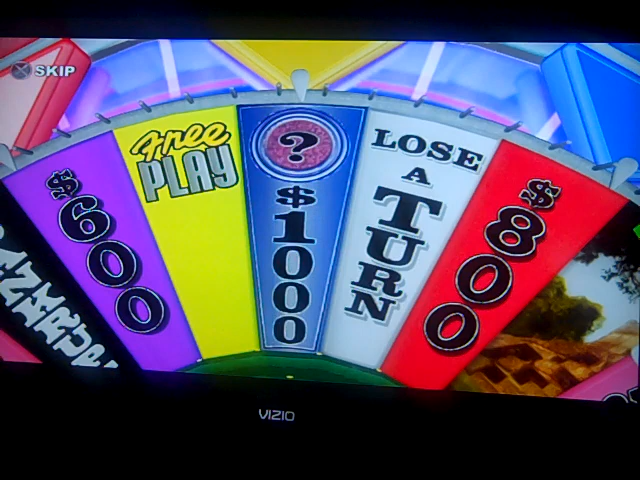 SKIP
$600
Free
PLAY
?
$1000
LOSE
A
TURN
$800
VIZIO